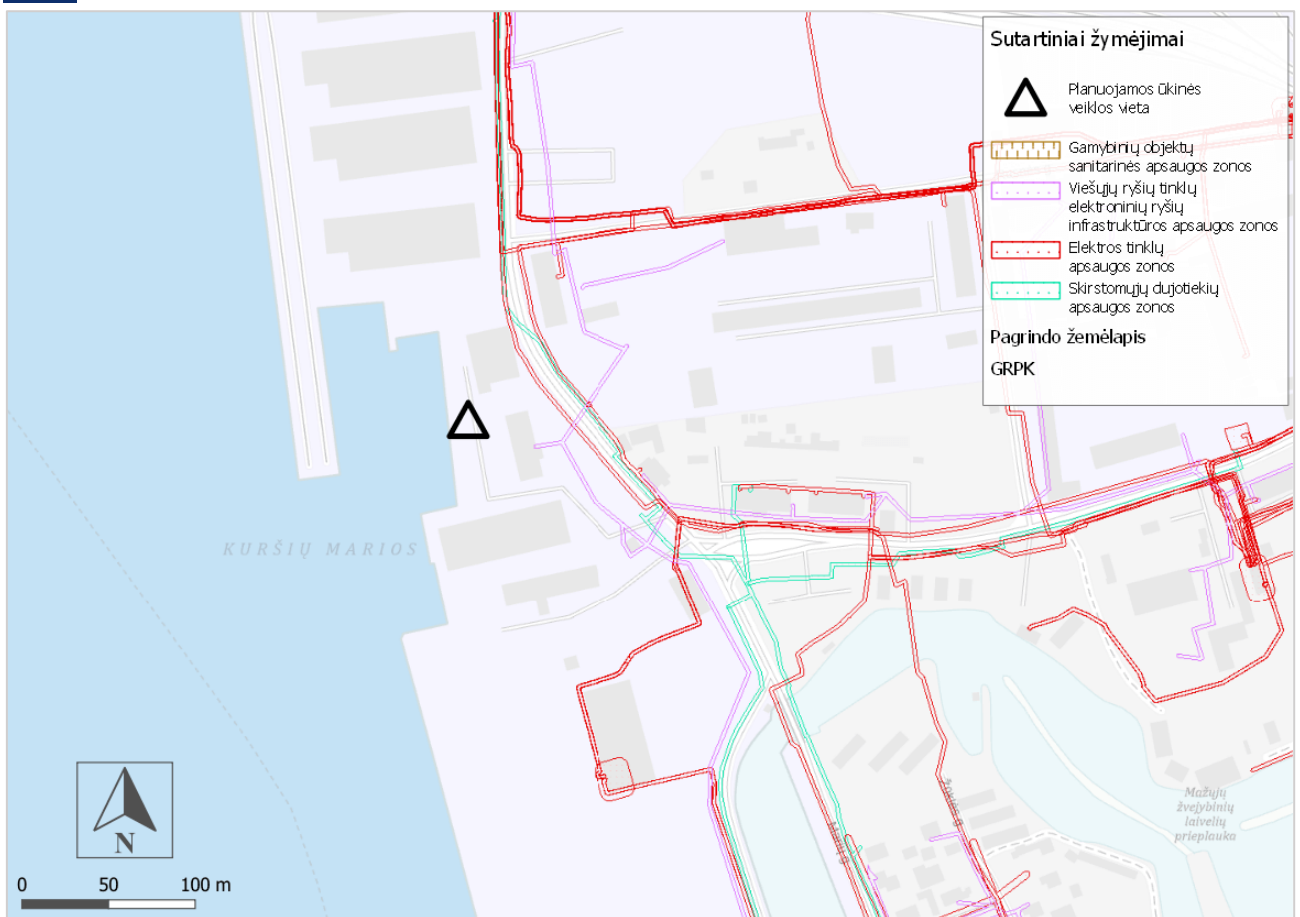 Sutartiniai žymėjimai
Planuojamos ūkinės
veiklos vieta
Gamybinių objektų
sanitarinės apsaugos zonos
Viešųjų ryšių tinklų
elektroninių ryšių
infrastruktūros apsaugos zonos
Elektros tinklų
apsaugos zonos
Skirstomųjų dujotiekių
apsaugos zonos
Pagrindo žemėlapis
GRPK
KURŠIŲ MARIOS
Mažųjų
žvejybinių
laivelių
prieplauka
Marių g.
N
0 50 100 m